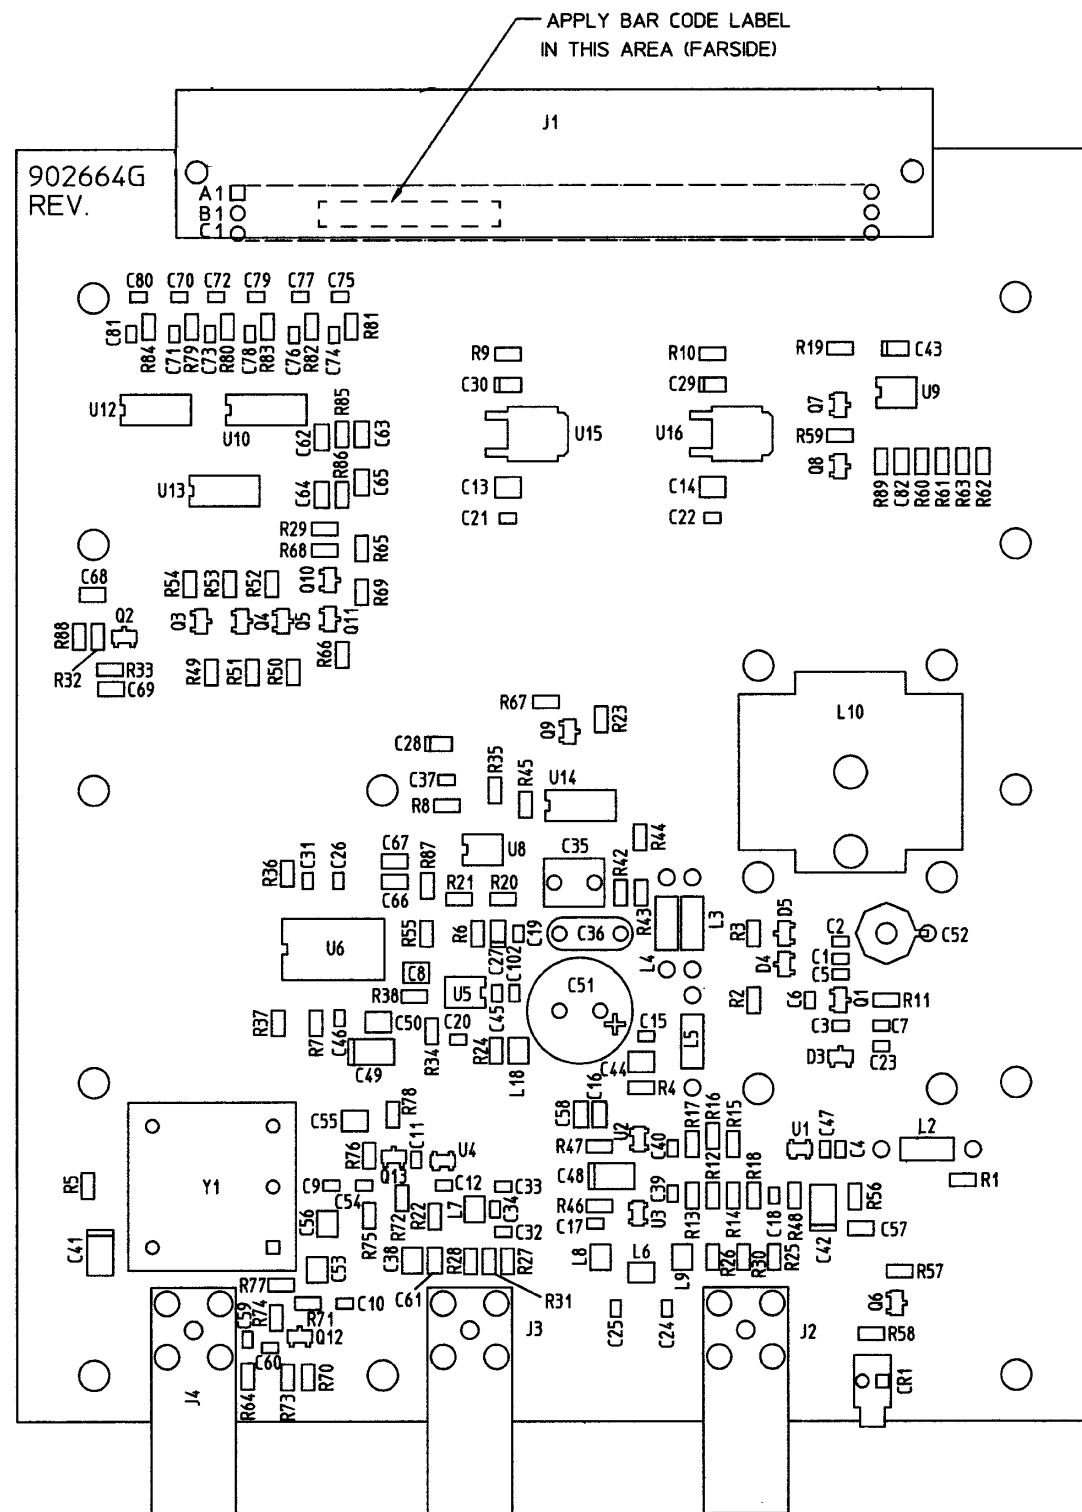 APPLY BAR CODE LABEL
IN THIS AREA (FARSIDE)
J1
902664G
REV.
A1
B1
C1
C80 C70 C72 C79 C77 C75
C81 R84 C71 R79 C73 R80 C78 R83 C76 R82 C74 R81
R9 R10 R19 C43
C30 C29
U12 U10 R85 C62 C63 U15 U16 Q7 U9
R59
U13 C64 R86 C65 C13 C14 Q8 R89 C82 R60 R61 R63 R62
C21 C22
R29
R68 R65
C68 R54 R53 R52 Q10 R69
R88 Q2 Q3 Q4 Q5 Q11
R32 R33 R49 R51 R50 R66
C69
R67 Q9 R23 L10
C28 R35
C37 R45 U14
R8
U8 R44
R36 C31 C26 C67 R87 C35 R42
C66 R21 R20 R43
U6 R55 R6 C27 C19 C36 L4 L3 R3 D5 C2 C52
C8 C102 D4 C1
R38 U5 C45 C51 C5
R37 R7 C46 C50 R34 C20 R24 L18 R2 C6 Q1 R11
C49 C15 L5 C3 C7
C44 D3 C23
C16 R4
C55 R78 C58 R17 R16 R15
R76 C11 U4 R47 U2 C40 U1 C47 C4 L2
Q13 R12 R18
R5 Y1 C9 C54 C12 C33 C48 C39 R1
C56 R75 R72 R22 L7 C34 R46 U3 R13 R14 C18 R48 C42 R56
C32 C17 C57
C41 C53 C38 R28 R27 L8 L6 L9 R26 R30 R25
R77 C61 R31 R57
C59 R74 R71 C10 C25 C24 Q6
Q12 J3 J2 R58
C60
J4 R64 R73 R70 CR1